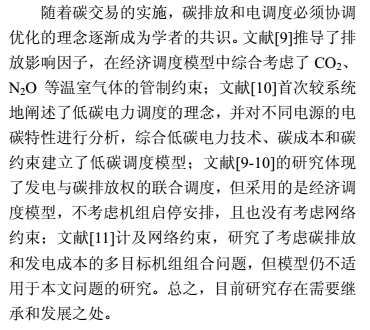 随着碳交易的实施，碳排放和电调度必须协调
优化的理念逐渐成为学者的共识。文献[9]推导了排
放影响因子，在经济调度模型中综合考虑了 CO₂、
N₂O 等温室气体的管制约束；文献[10]首次较系统
地阐述了低碳电力调度的理念，并对不同电源的电
碳特性进行分析，综合低碳电力技术、碳成本和碳
约束建立了低碳调度模型；文献[9-10]的研究体现
了发电与碳排放权的联合调度，但采用的是经济调
度模型，不考虑机组启停安排，且也没有考虑网络
约束；文献[11]计及网络约束，研究了考虑碳排放
和发电成本的多目标机组组合问题，但模型仍不适
用于本文问题的研究。总之，目前研究存在需要继
承和发展之处。